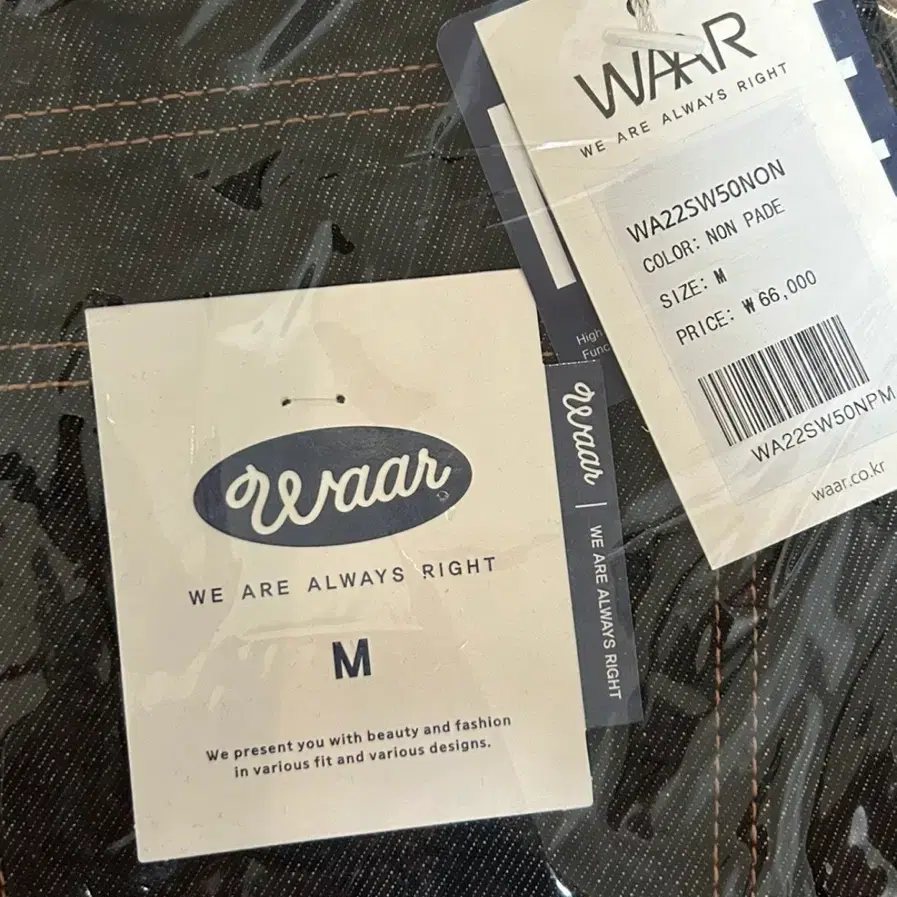 WAAR
WE ARE ALWAYS RIGHT
WA22SW50NON
COLOR: NON PADE
SIZE: M
PRICE: ₩66,000
WA22SW50NPM
waar.co.kr
High
Func
waar | WE ARE ALWAYS RIGHT
waar
WE ARE ALWAYS RIGHT
M
We present you with beauty and fashion
in various fit and various designs.